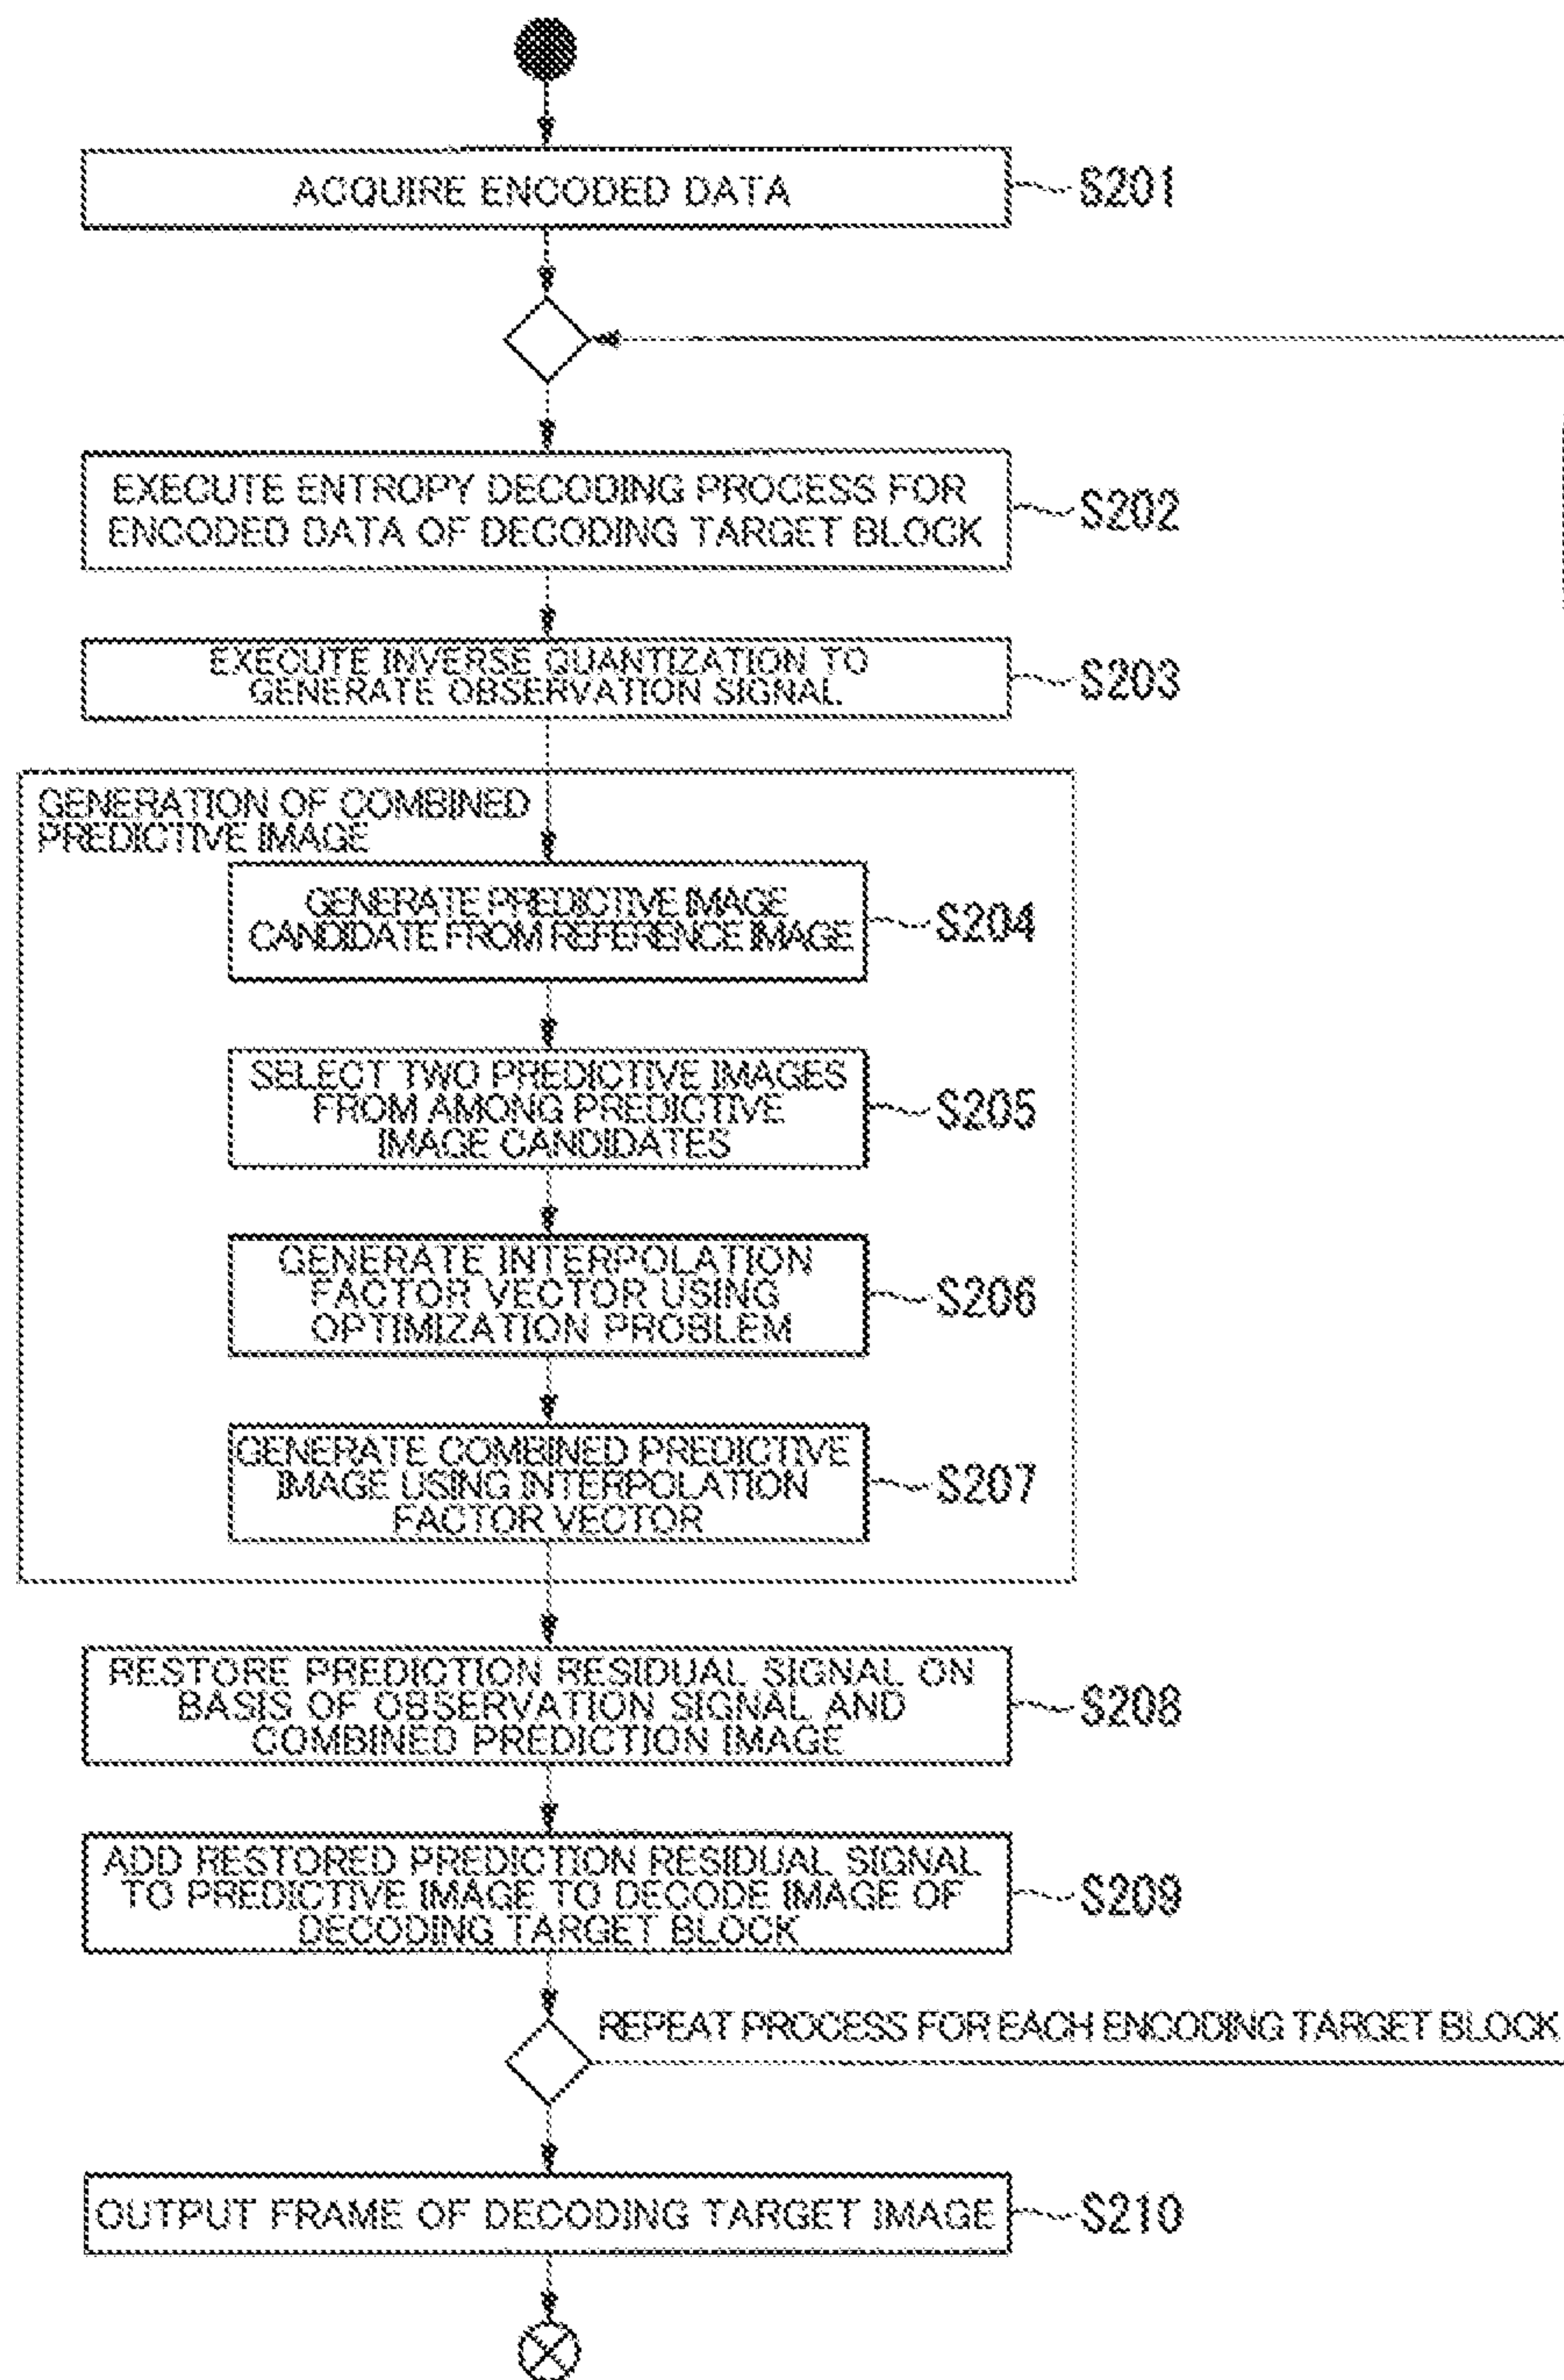 ACQUIRE ENCODED DATA
S201
EXECUTE ENTROPY DECODING PROCESS FOR
ENCODED DATA OF DECODING TARGET BLOCK
S202
EXECUTE INVERSE QUANTIZATION TO
GENERATE OBSERVATION SIGNAL
S203
GENERATION OF COMBINED
PREDICTIVE IMAGE
GENERATE PREDICTIVE IMAGE
CANDIDATE FROM REFERENCE IMAGE
S204
SELECT TWO PREDICTIVE IMAGES
FROM AMONG PREDICTIVE
IMAGE CANDIDATES
S205
GENERATE INTERPOLATION
FACTOR VECTOR USING
OPTIMIZATION PROBLEM
S206
GENERATE COMBINED PREDICTIVE
IMAGE USING INTERPOLATION
FACTOR VECTOR
S207
RESTORE PREDICTION RESIDUAL SIGNAL ON
BASIS OF OBSERVATION SIGNAL AND
COMBINED PREDICTION IMAGE
S208
ADD RESTORED PREDICTION RESIDUAL SIGNAL
TO PREDICTIVE IMAGE TO DECODE IMAGE OF
DECODING TARGET BLOCK
S209
REPEAT PROCESS FOR EACH ENCODING TARGET BLOCK
OUTPUT FRAME OF DECODING TARGET IMAGE
S210